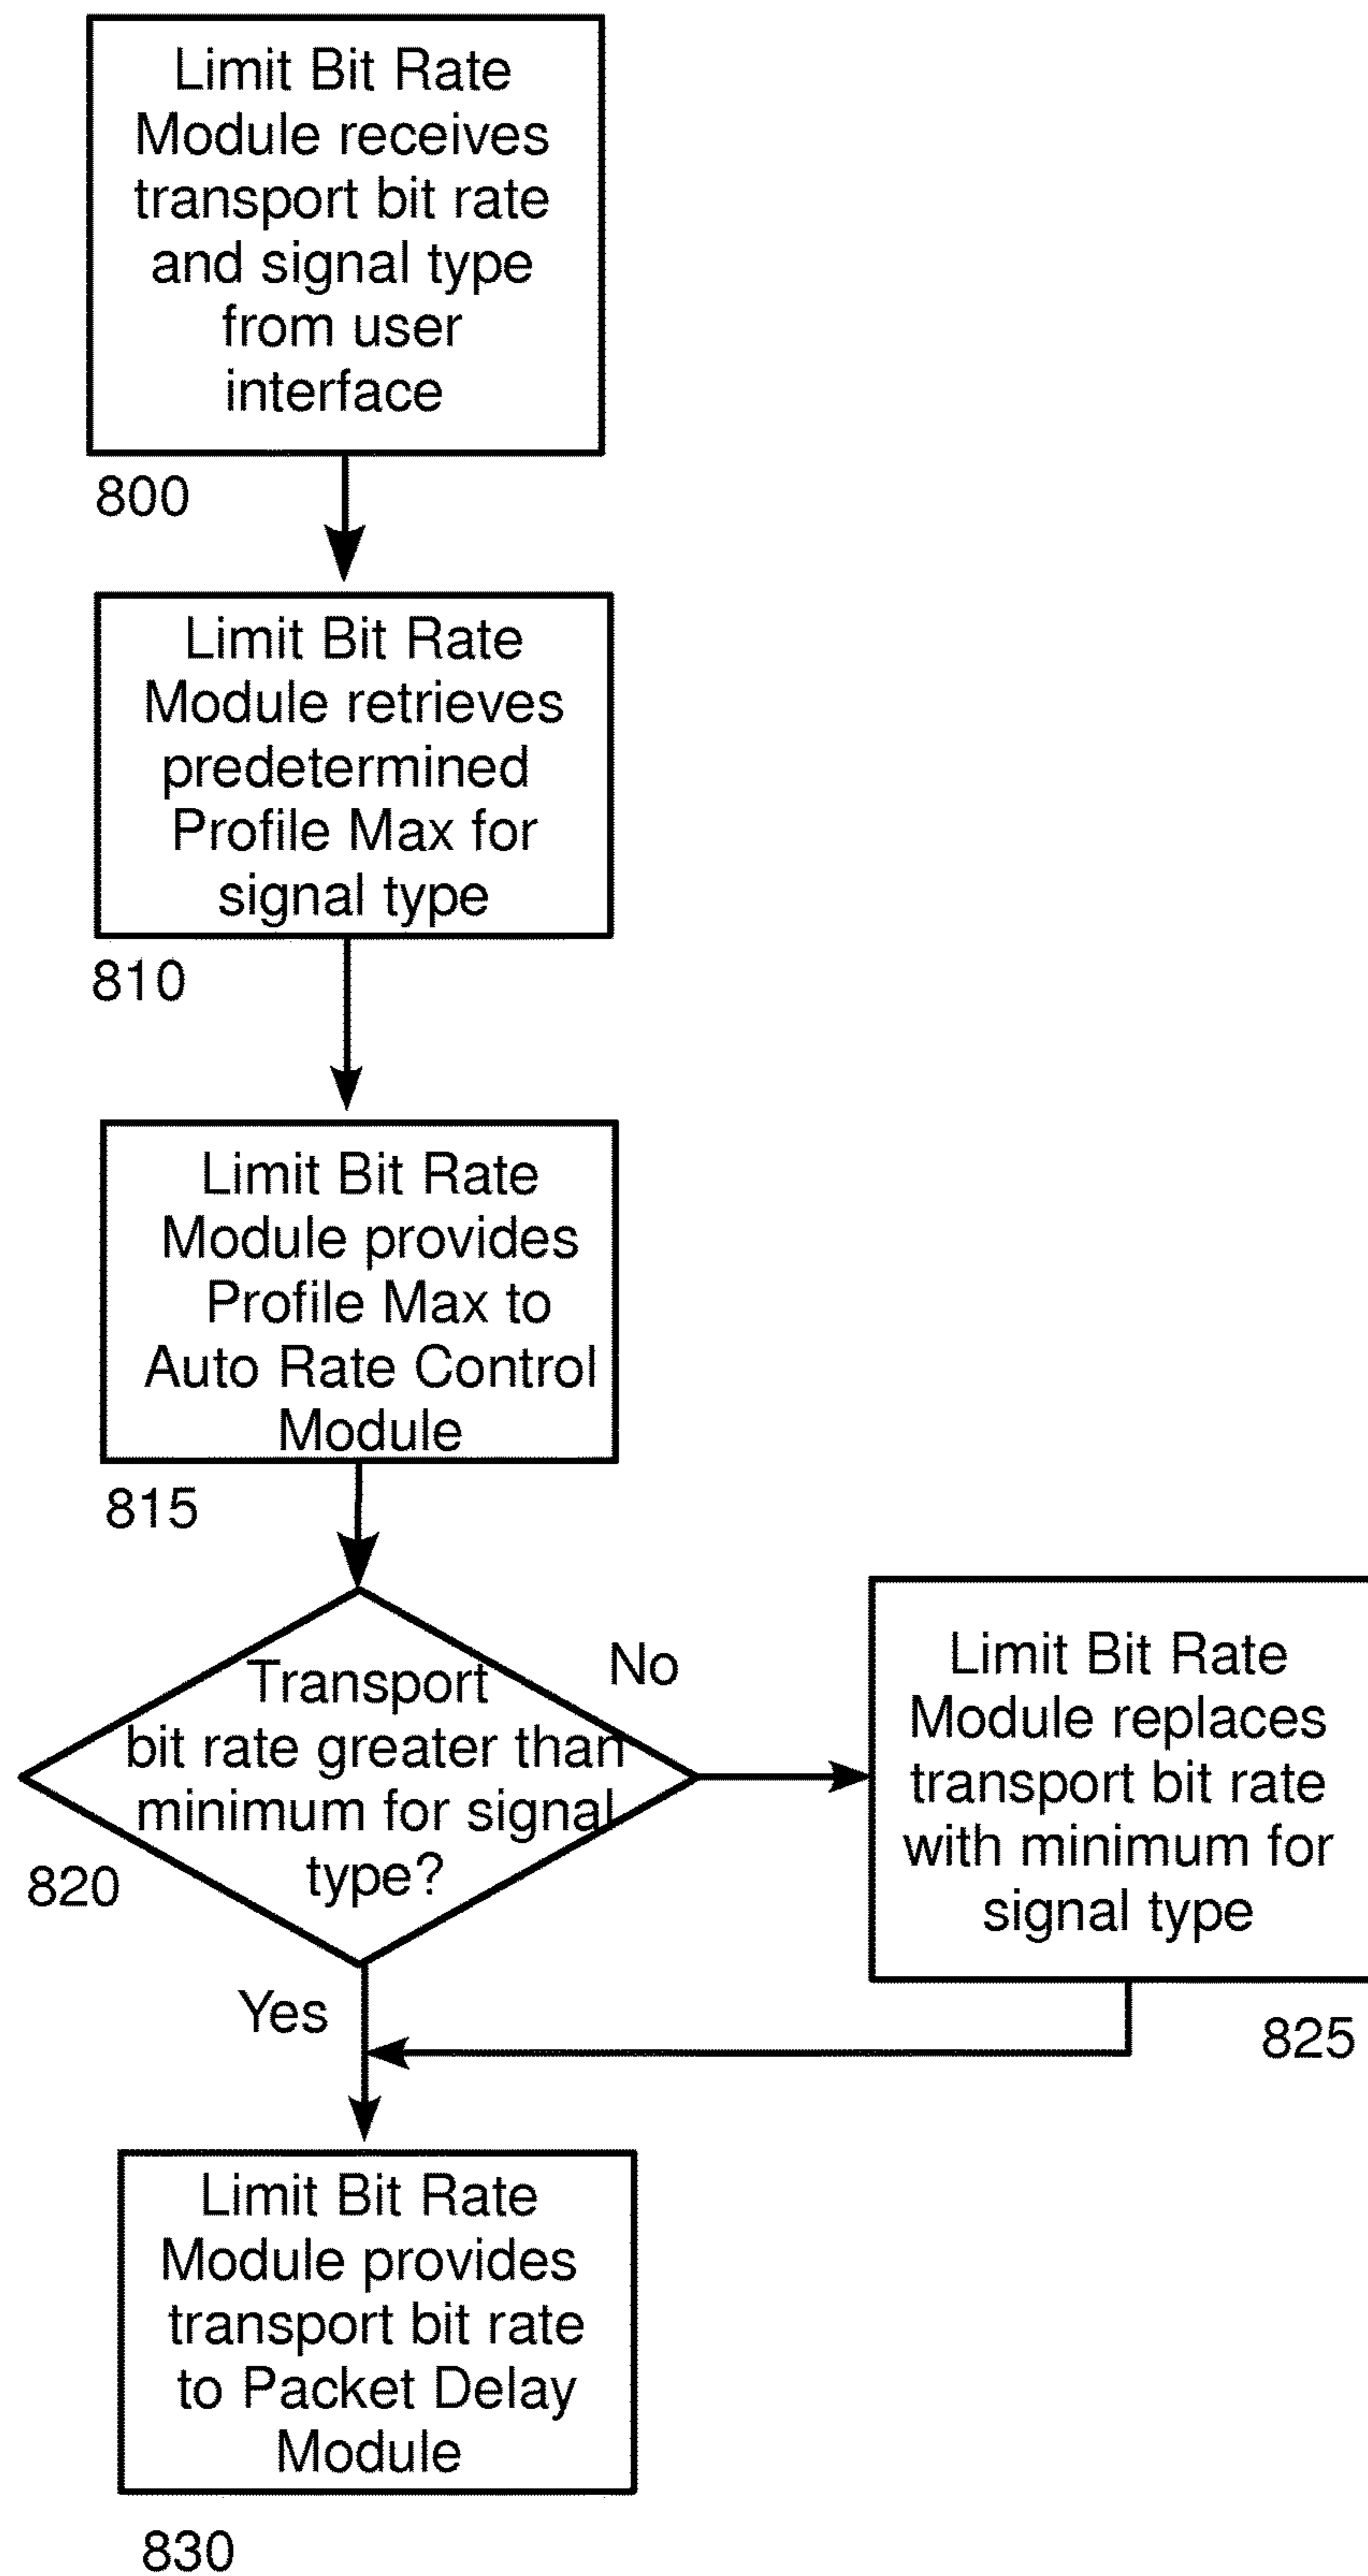 Limit Bit Rate
Module receives
transport bit rate
and signal type
from user
interface
800
Limit Bit Rate
Module retrieves
predetermined
Profile Max for
signal type
810
Limit Bit Rate
Module provides
Profile Max to
Auto Rate Control
Module
815
Transport
bit rate greater than
minimum for signal
type?
820
No
Limit Bit Rate
Module replaces
transport bit rate
with minimum for
signal type
825
Yes
Limit Bit Rate
Module provides
transport bit rate
to Packet Delay
Module
830